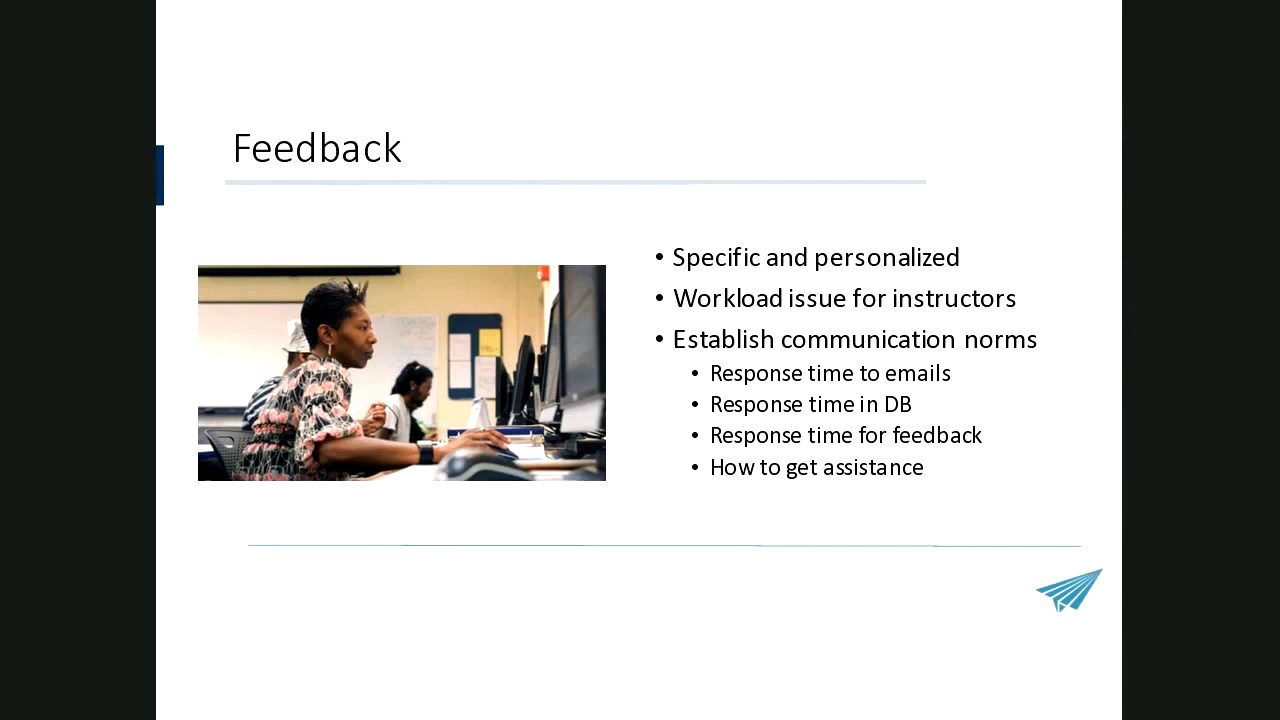 Feedback
• Specific and personalized
• Workload issue for instructors
• Establish communication norms
• Response time to emails
• Response time in DB
• Response time for feedback
• How to get assistance